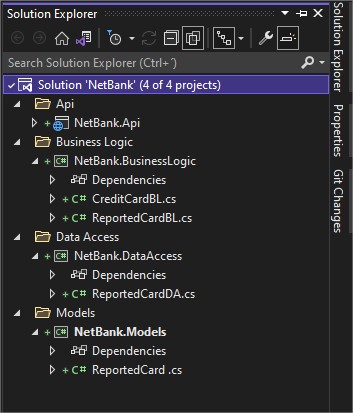 Solution Explorer
Search Solution Explorer (Ctrl+´)
Solution 'NetBank' (4 of 4 projects)
Api
NetBank.Api
Business Logic
NetBank.BusinessLogic
Dependencies
CreditCardBL.cs
ReportedCardBL.cs
Data Access
NetBank.DataAccess
Dependencies
ReportedCardDA.cs
Models
NetBank.Models
Dependencies
ReportedCard .cs
Solution Explorer
Properties
Git Changes